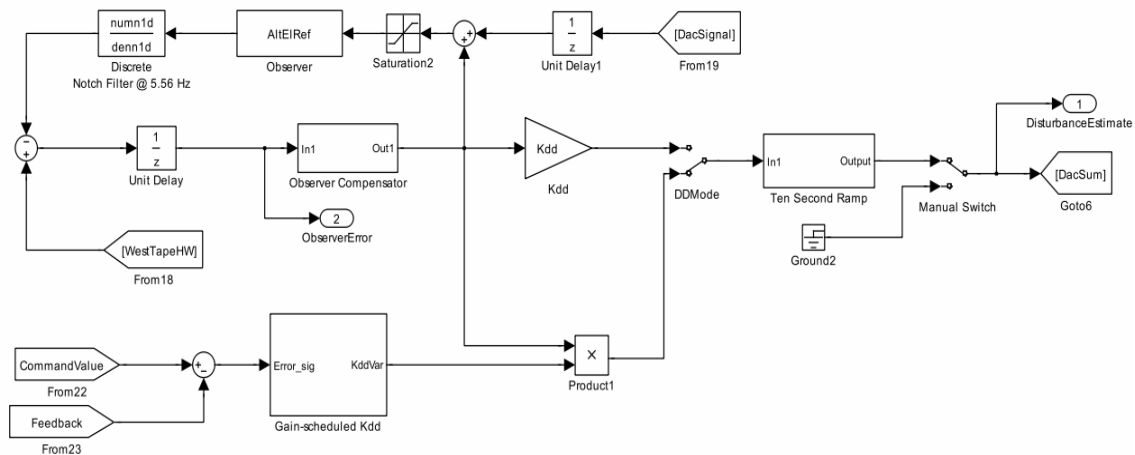 numn1d
denn1d
Discrete
Notch Filter @ 5.56 Hz
AltElRef
Observer
Saturation2
++
1
z
Unit Delay1
[DacSignal]
From19
−
+
1
z
Unit Delay
In1
Out1
Observer Compensator
Kdd
Kdd
DDMode
In1
Output
Ten Second Ramp
Manual Switch
1
DisturbanceEstimate
[DacSum]
Goto6
Ground2
2
ObserverError
[WestTapeHW]
From18
CommandValue
From22
+
−
Feedback
From23
Error_sig
KddVar
Gain-scheduled Kdd
X
Product1